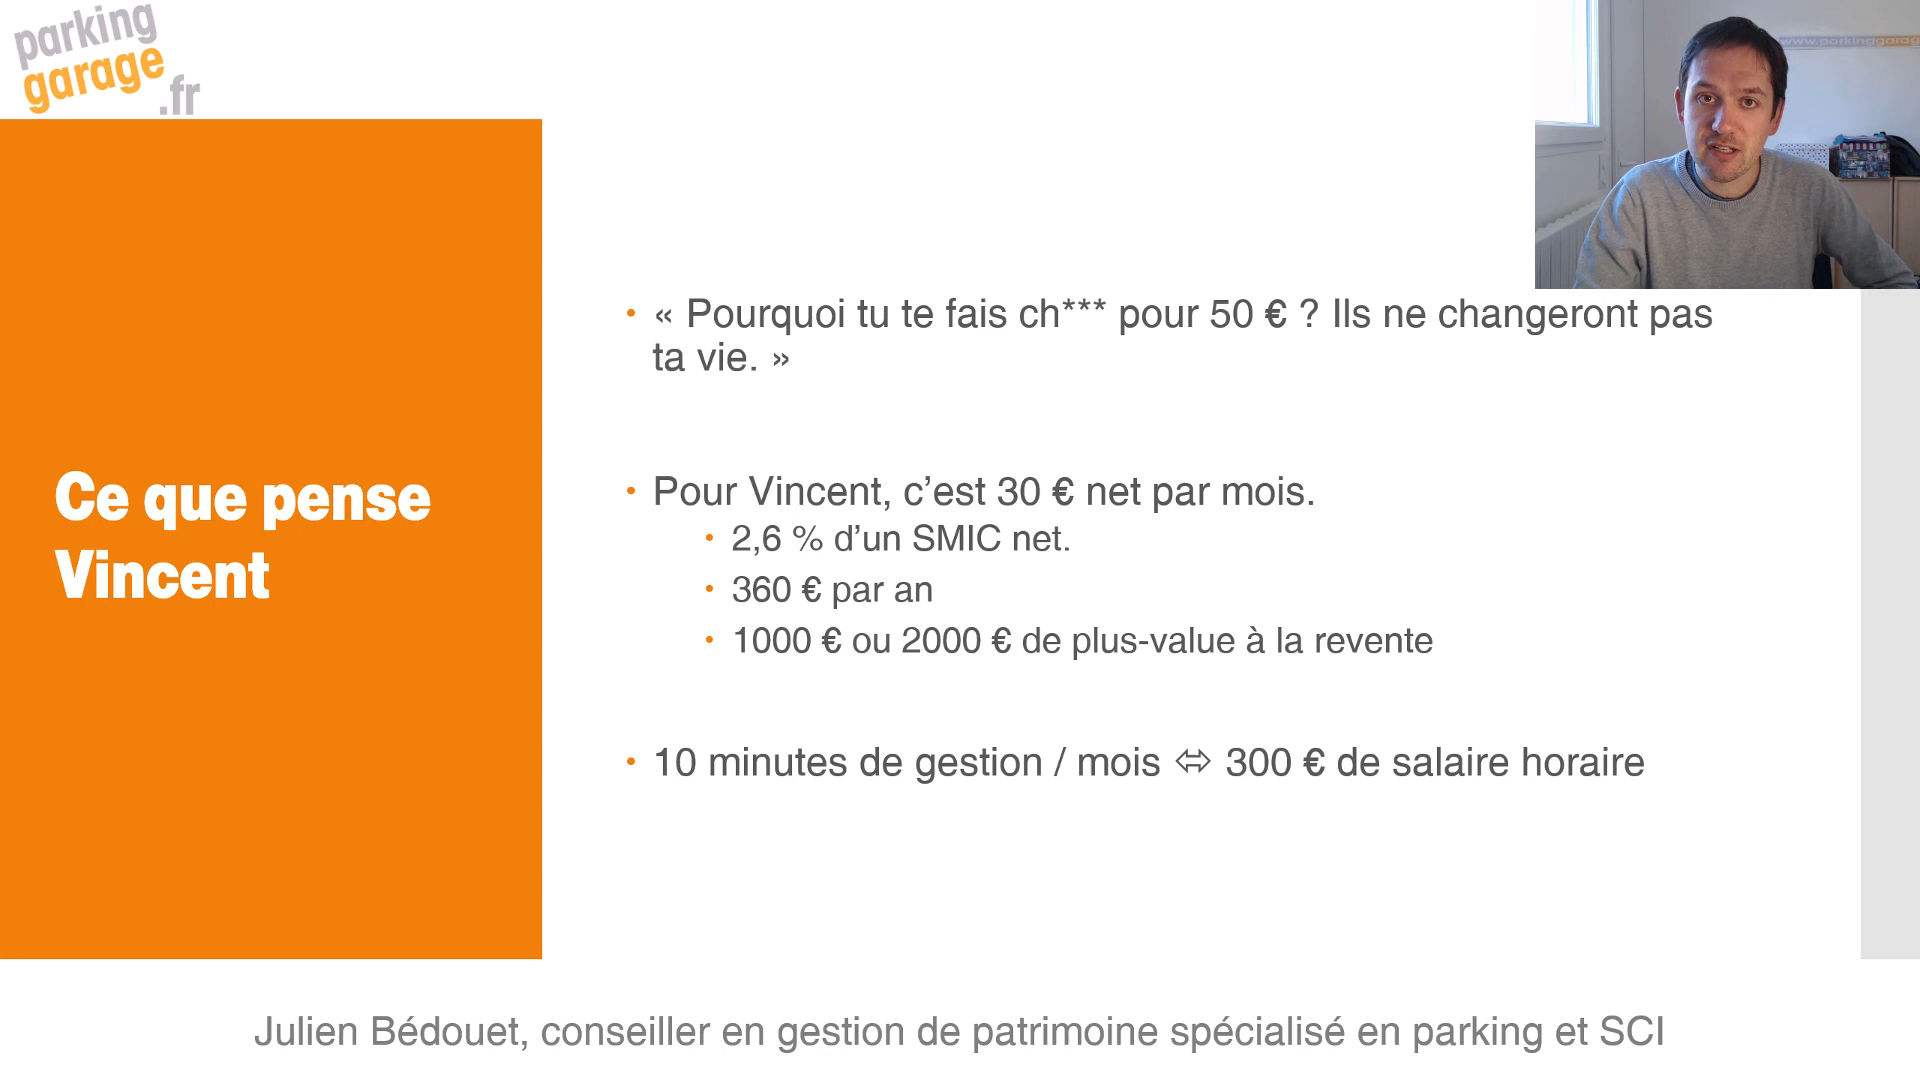 parking
garage
.fr
www.parkinggarag
« Pourquoi tu te fais ch*** pour 50 € ? Ils ne changeront pas
ta vie. »
Ce que pense
Vincent
Pour Vincent, c’est 30 € net par mois.
2,6 % d’un SMIC net.
360 € par an
1000 € ou 2000 € de plus-value à la revente
10 minutes de gestion / mois ⬄ 300 € de salaire horaire
Julien Bédouet, conseiller en gestion de patrimoine spécialisé en parking et SCI